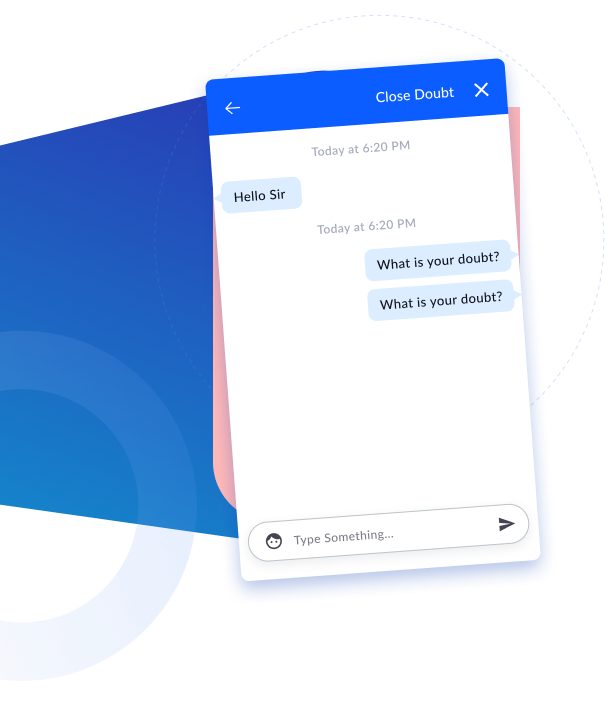 Close Doubt
Today at 6:20 PM
Hello Sir
Today at 6:20 PM
What is your doubt?
What is your doubt?
Type Something...